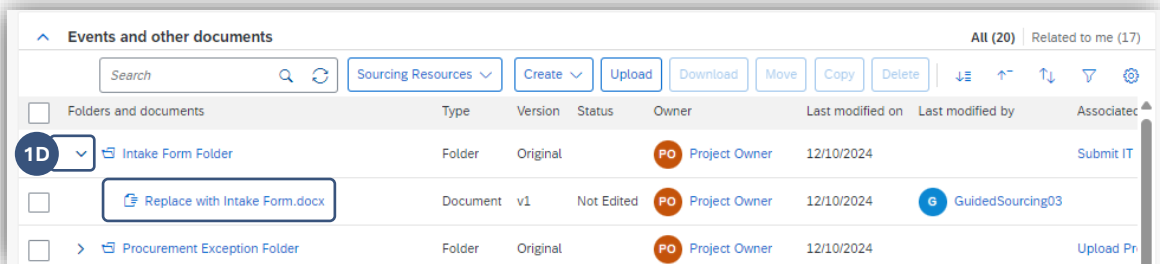 Events and other documents All (20) Related to me (17)
Search Sourcing Resources Create Upload Download Move Copy Delete
Folders and documents Type Version Status Owner Last modified on Last modified by Associated
1D Intake Form Folder Folder Original PO Project Owner 12/10/2024 Submit IT
Replace with Intake Form.docx Document v1 Not Edited PO Project Owner 12/10/2024 G GuidedSourcing03
Procurement Exception Folder Folder Original PO Project Owner 12/10/2024 Upload